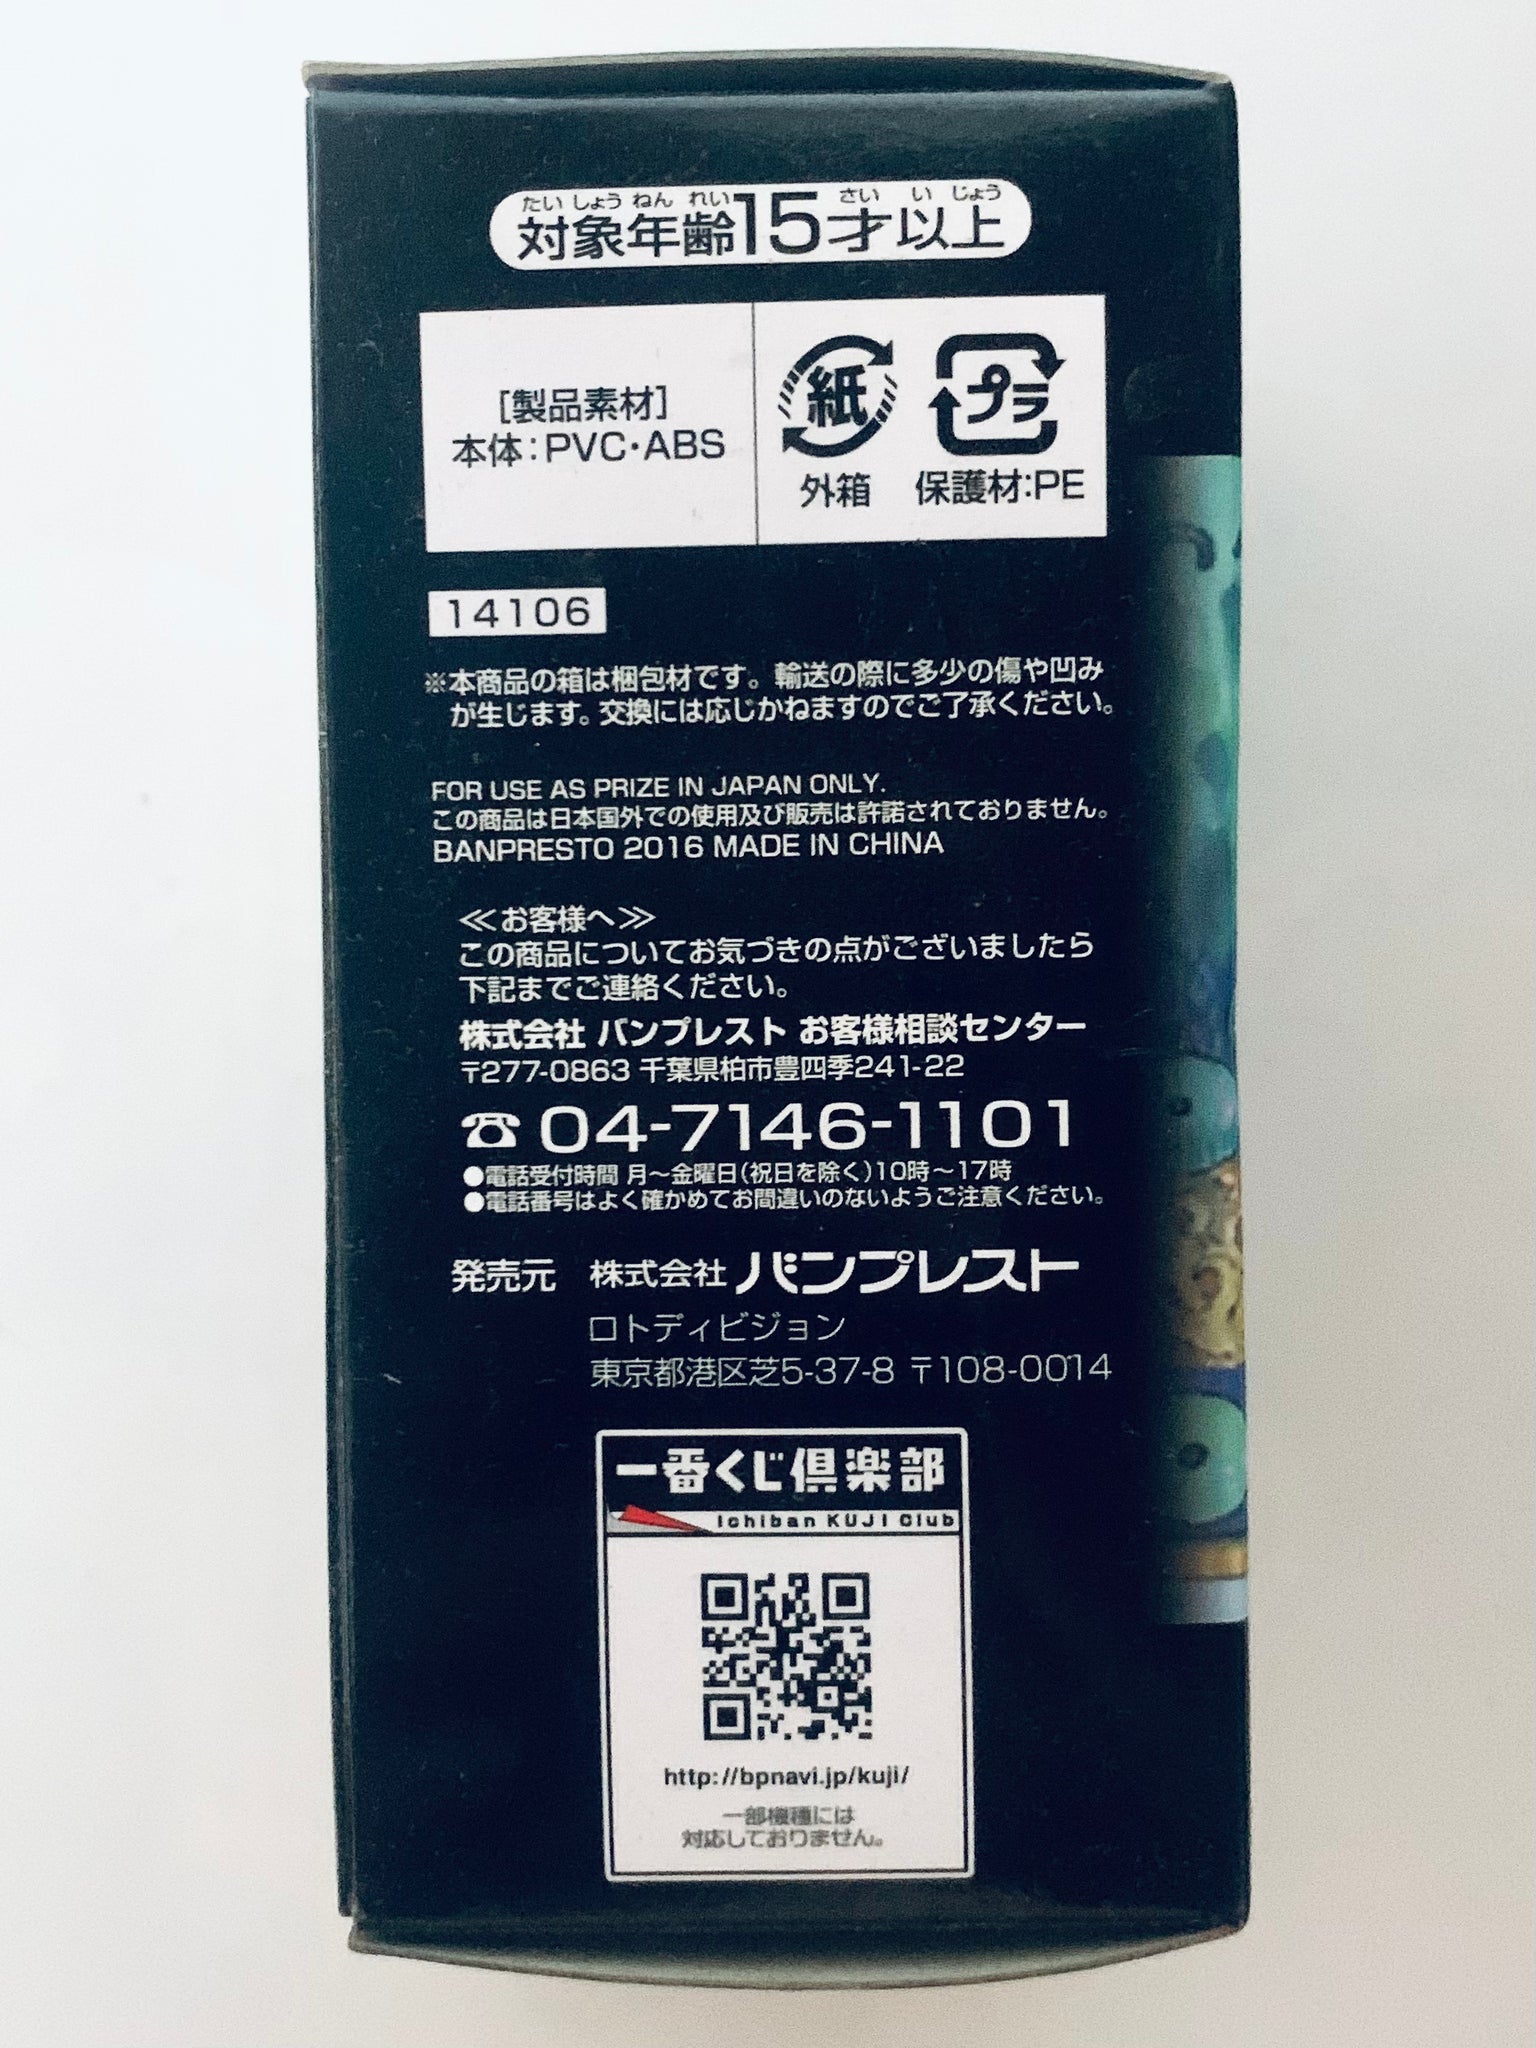 たいしょうねんれい さいいじょう
対象年齢15才以上
[製品素材]
本体:PVC・ABS
紙
外箱
プラ
保護材:PE
14106
※本商品の箱は梱包材です。輸送の際に多少の傷や凹み
が生じます。交換には応じかねますのでご了承ください。
FOR USE AS PRIZE IN JAPAN ONLY.
この商品は日本国外での使用及び販売は許諾されておりません。
BANPRESTO 2016 MADE IN CHINA
≪お客様へ≫
この商品についてお気づきの点がございましたら
下記までご連絡ください。
株式会社 バンプレスト お客様相談センター
〒277-0863 千葉県柏市豊四季241-22
☎ 04-7146-1101
●電話受付時間 月～金曜日(祝日を除く)10時～17時
●電話番号はよく確かめてお間違いのないようご注意ください。
発売元 株式会社バンプレスト
ロトディビジョン
東京都港区芝5-37-8 〒108-0014
一番くじ倶楽部
Ichiban KUJI Club
http://bpnavi.jp/kuji/
一部機種には
対応しておりません。